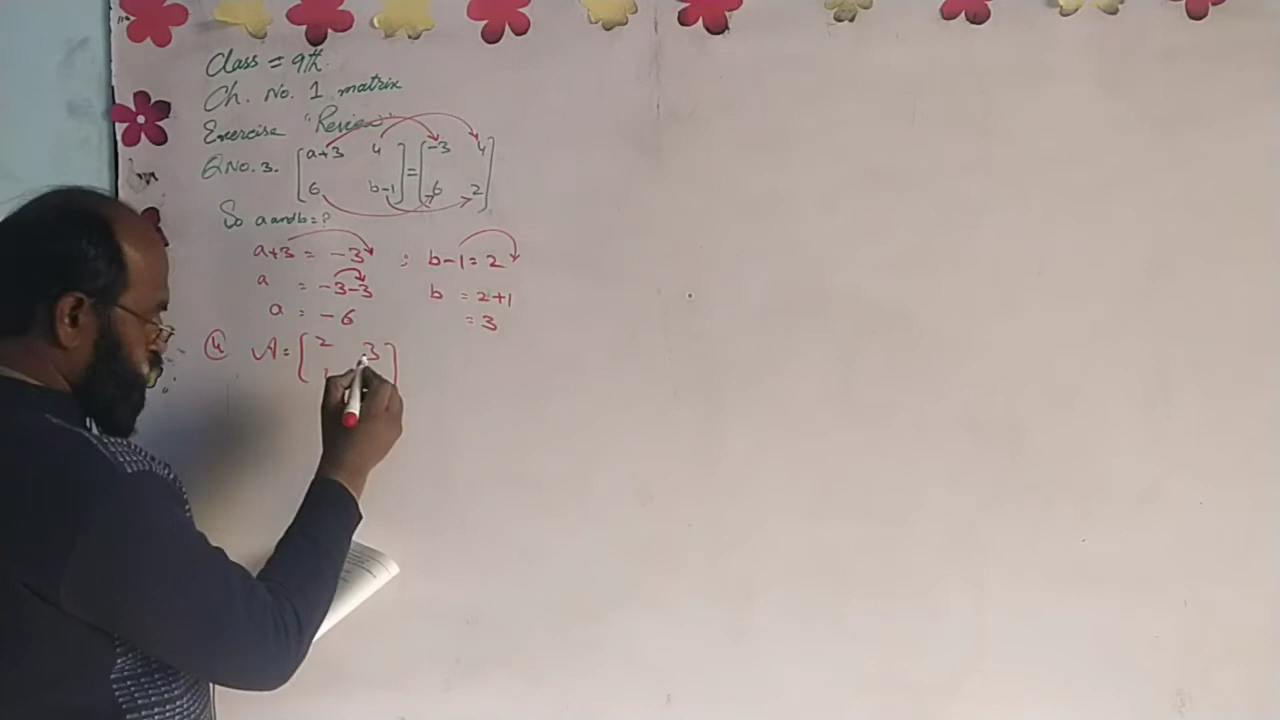 Class = 9th.
Ch. No. 1 matrix
Exercise "Review"
Q No. 3. [a+3 4 = [-3 4
6 b-1] 6 2]
So a and b = ?
a+3 = -3 ; b-1 = 2
a = -3-3 b = 2+1
a = -6 = 3
(4) A = [2 3